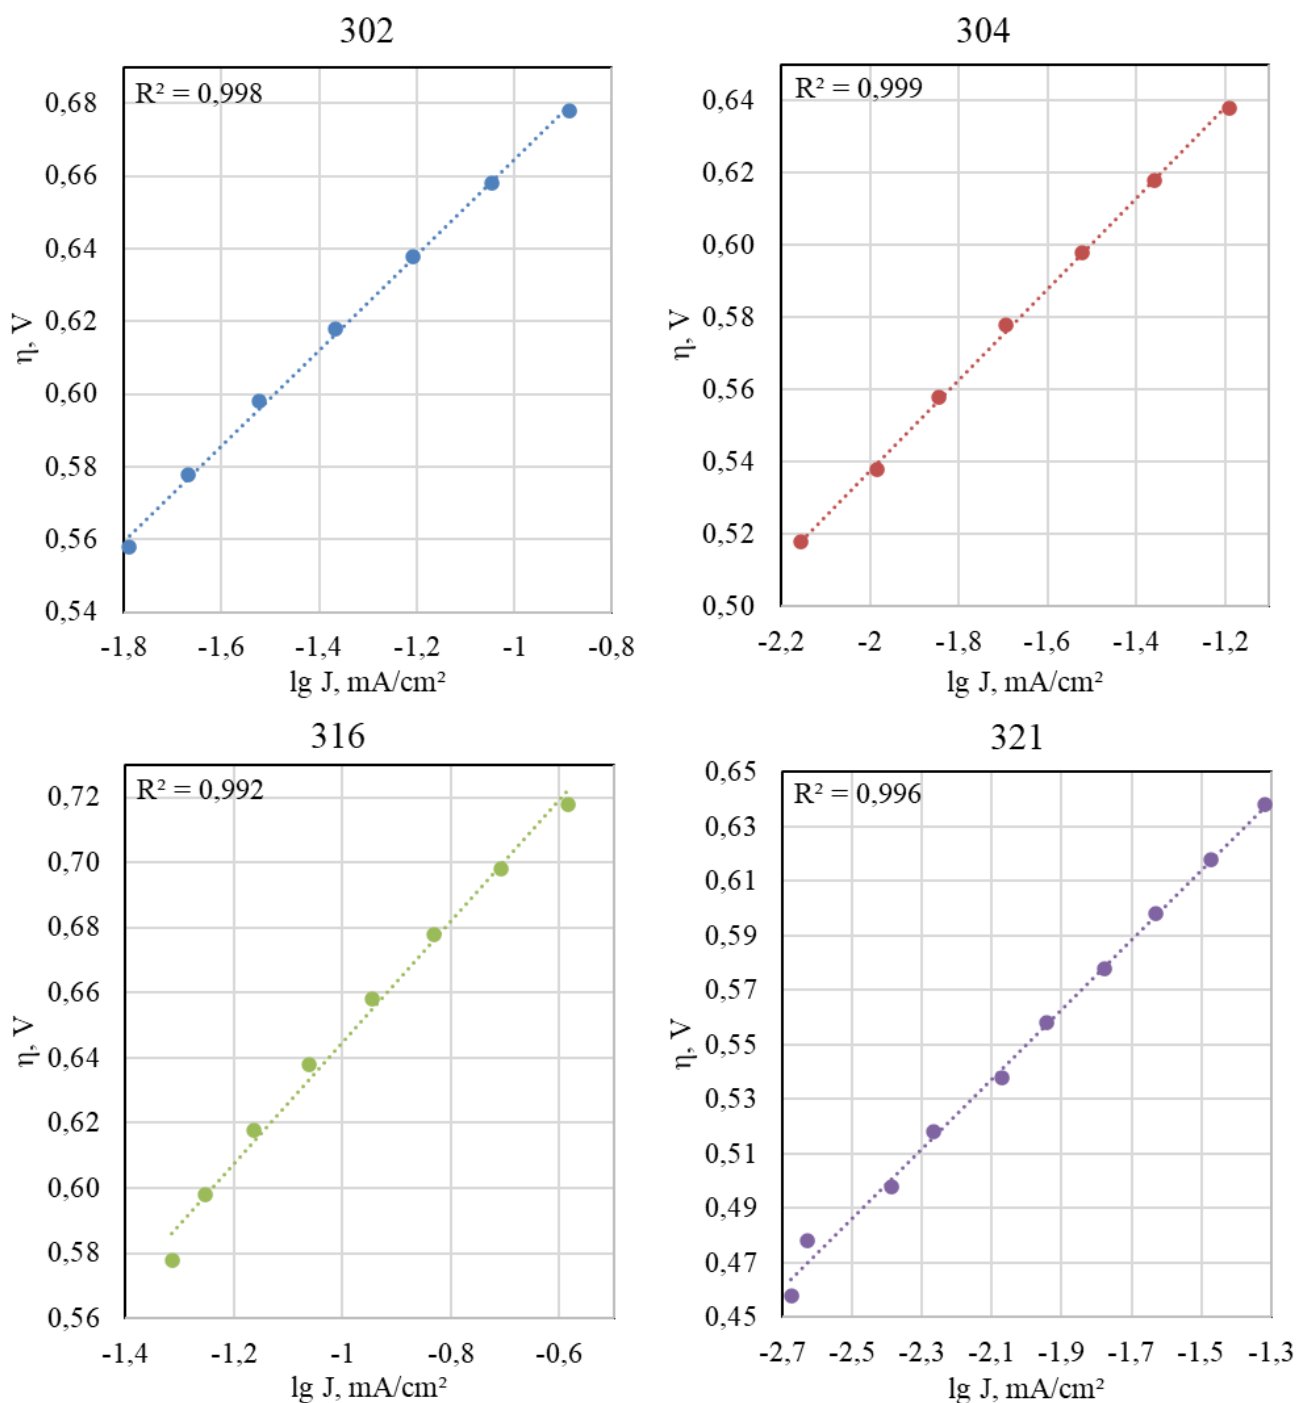 302
R² = 0,998
0,68
0,66
0,64
0,62
0,60
0,58
0,56
0,54
η, V
-1,8 -1,6 -1,4 -1,2 -1 -0,8
lg J, mA/cm²
304
R² = 0,999
0,64
0,62
0,60
0,58
0,56
0,54
0,52
0,50
η, V
-2,2 -2 -1,8 -1,6 -1,4 -1,2
lg J, mA/cm²
316
R² = 0,992
0,72
0,70
0,68
0,66
0,64
0,62
0,60
0,58
0,56
η, V
-1,4 -1,2 -1 -0,8 -0,6
lg J, mA/cm²
321
R² = 0,996
0,65
0,63
0,61
0,59
0,57
0,55
0,53
0,51
0,49
0,47
0,45
η, V
-2,7 -2,5 -2,3 -2,1 -1,9 -1,7 -1,5 -1,3
lg J, mA/cm²